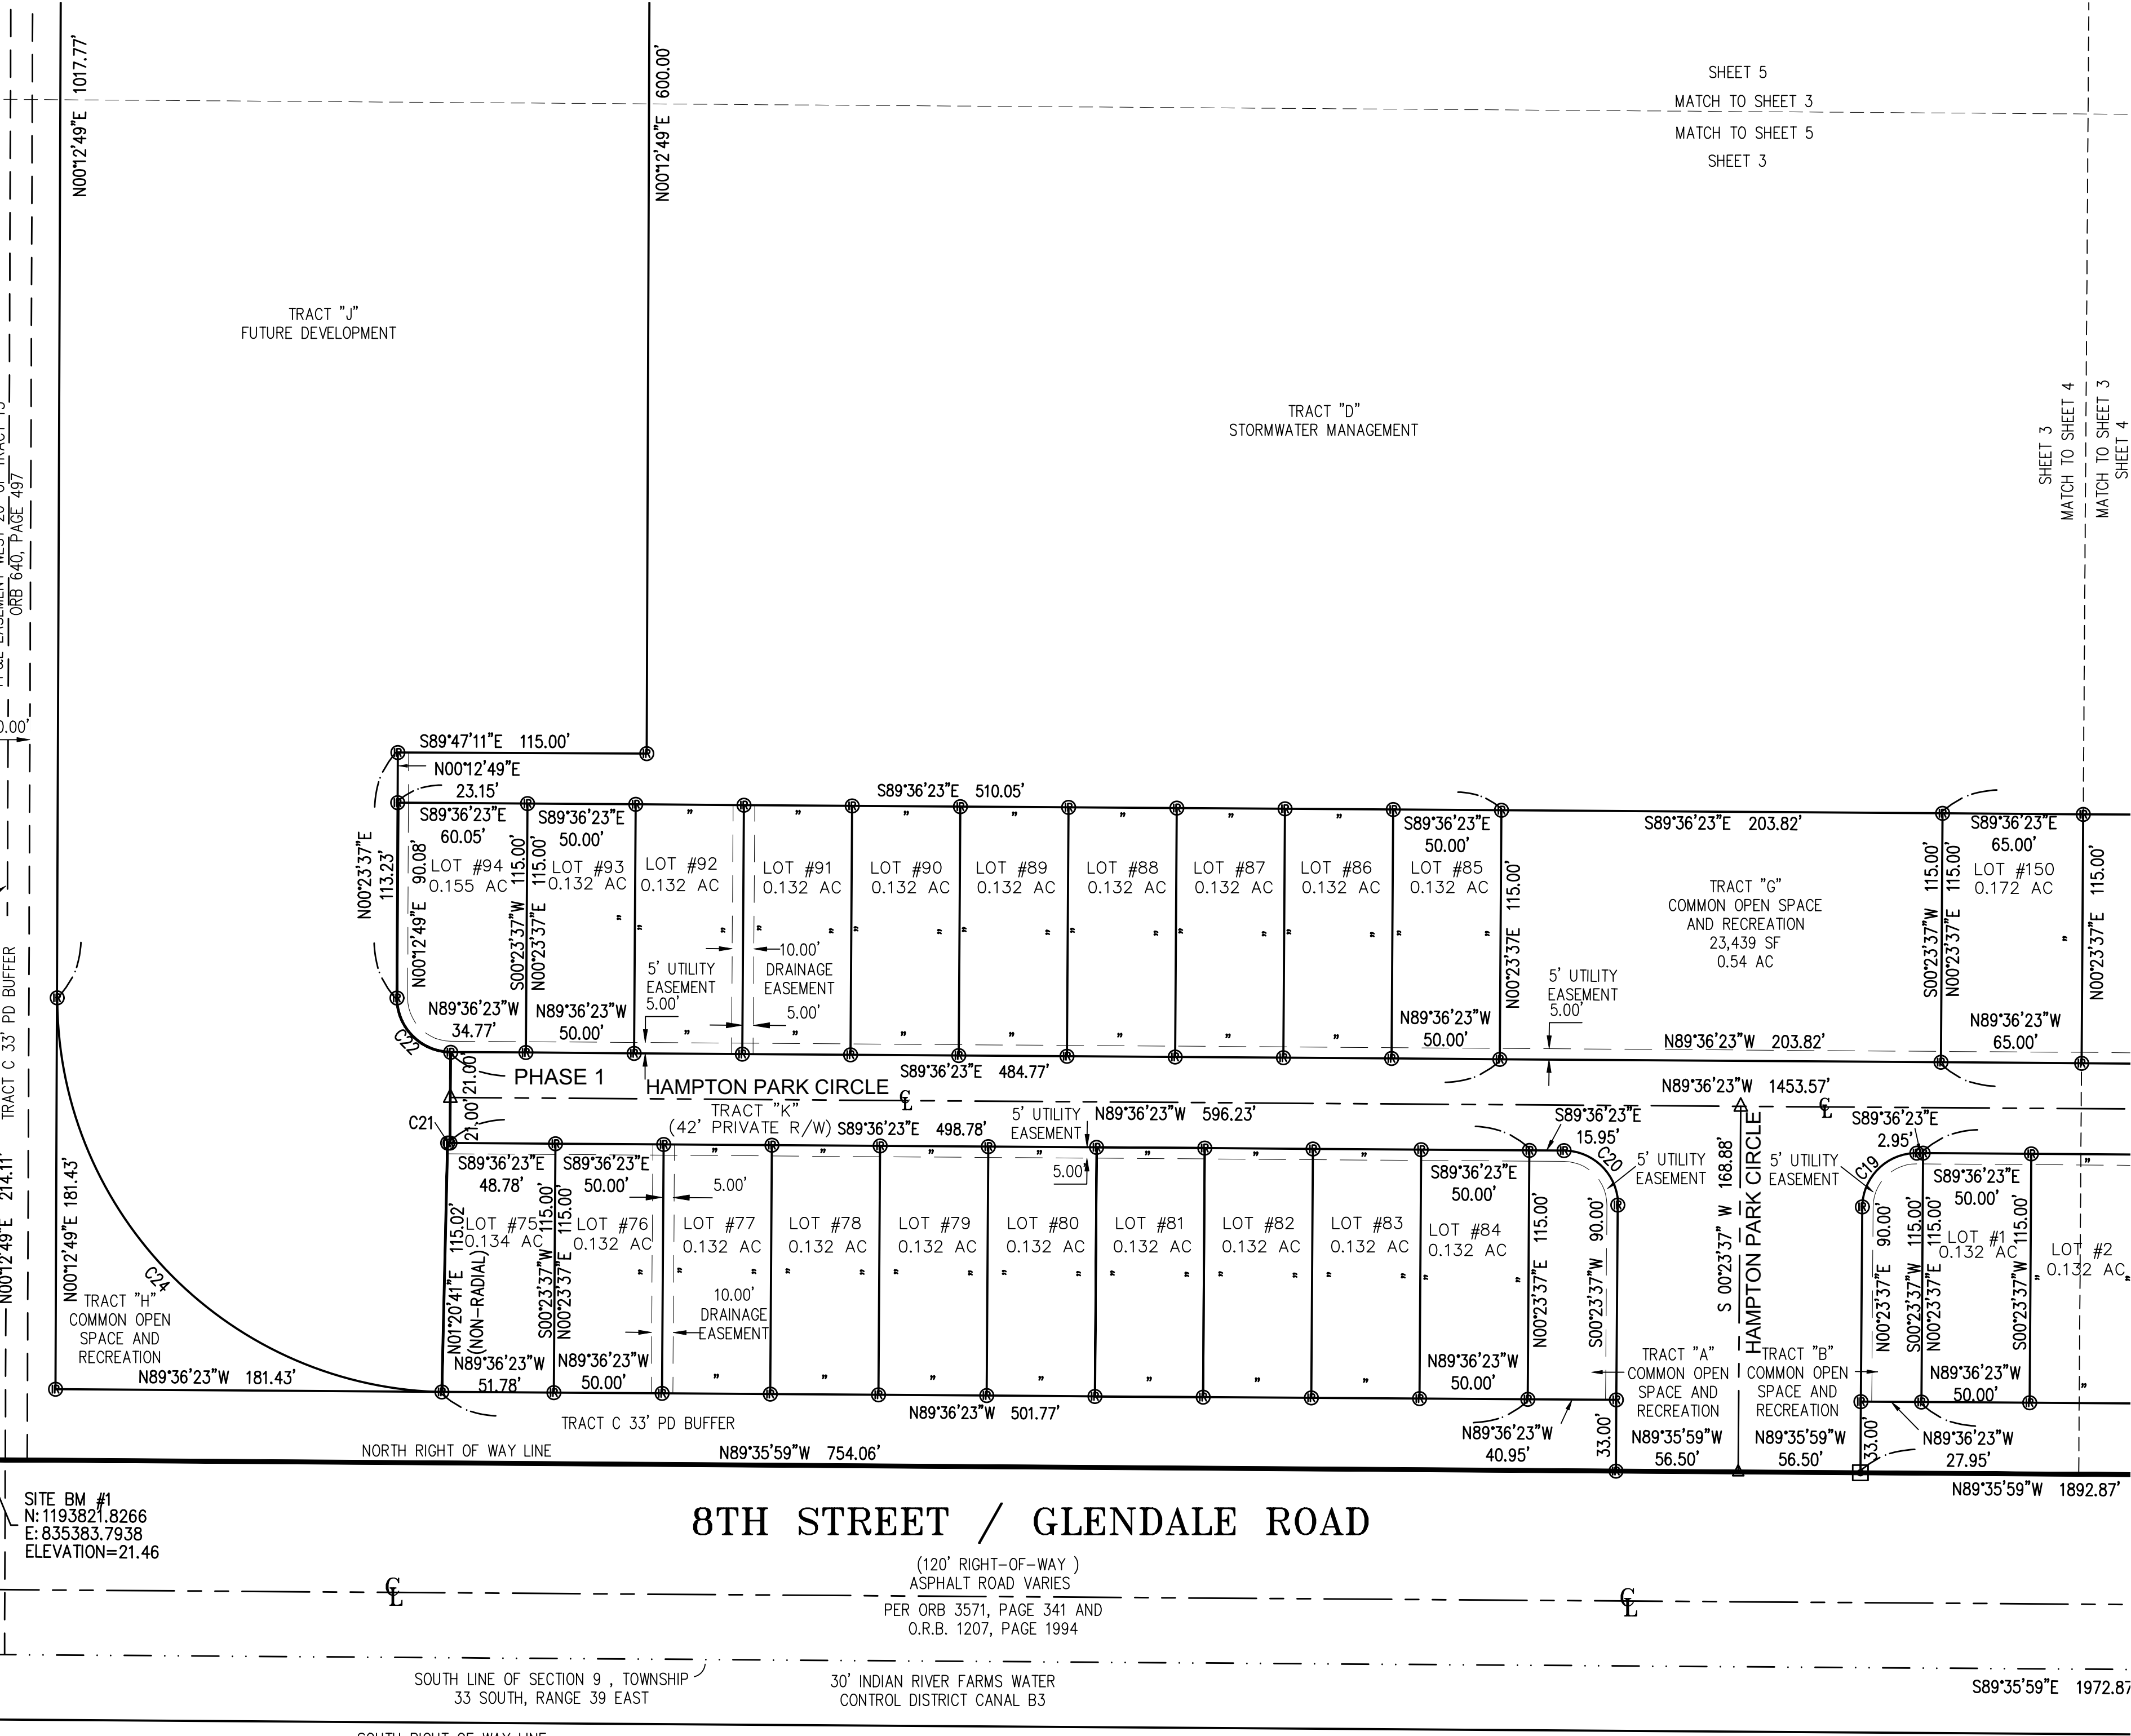 N00°12'49"E 1017.77'
N00°12'49"E 600.00'
SHEET 5
MATCH TO SHEET 3
MATCH TO SHEET 5
SHEET 3
TRACT "J"
FUTURE DEVELOPMENT
TRACT "D"
STORMWATER MANAGEMENT
SHEET 3
MATCH TO SHEET 4
MATCH TO SHEET 3
SHEET 4
ORB 640, PAGE 497
TRACT C 33' PD BUFFER
N00°12'49"E 214.11'
S89°47'11"E 115.00'
N00°12'49"E
23.15'
S89°36'23"E 510.05'
N00°23'37"E
113.23'
N00°12'49"E 90.08'
S89°36'23"E
60.05'
LOT #94
0.155 AC
N89°36'23"W
34.77'
C22
S00°23'37"W 115.00'
N00°23'37"E 115.00'
S89°36'23"E
50.00'
LOT #93
0.132 AC
N89°36'23"W
50.00'
LOT #92
0.132 AC
5' UTILITY
EASEMENT
5.00'
10.00'
DRAINAGE
EASEMENT
5.00'
LOT #91
0.132 AC
LOT #90
0.132 AC
LOT #89
0.132 AC
LOT #88
0.132 AC
LOT #87
0.132 AC
LOT #86
0.132 AC
S89°36'23"E
50.00'
LOT #85
0.132 AC
N89°36'23"W
50.00'
N00°23'37E 115.00'
5' UTILITY
EASEMENT
5.00'
S89°36'23"E 203.82'
TRACT "G"
COMMON OPEN SPACE
AND RECREATION
23,439 SF
0.54 AC
N89°36'23"W 203.82'
S00°23'37"W 115.00'
N00°23'37"E 115.00'
S89°36'23"E
65.00'
LOT #150
0.172 AC
N89°36'23"W
65.00'
N00°23'37"E 115.00'
21.00'
21.00'
PHASE 1
HAMPTON PARK CIRCLE
S89°36'23"E 484.77'
TRACT "K"
(42' PRIVATE R/W)
S89°36'23"E 498.78'
5' UTILITY
EASEMENT
5.00'
N89°36'23"W 596.23'
N89°36'23"W 1453.57'
C21
N01°20'41"E 115.02'
(NON-RADIAL)
S89°36'23"E
48.78'
LOT #75
0.134 AC
N89°36'23"W
51.78'
S00°23'37"W 115.00'
N00°23'37"E 115.00'
S89°36'23"E
50.00'
LOT #76
0.132 AC
N89°36'23"W
50.00'
5.00'
LOT #77
0.132 AC
10.00'
DRAINAGE
EASEMENT
LOT #78
0.132 AC
LOT #79
0.132 AC
LOT #80
0.132 AC
LOT #81
0.132 AC
LOT #82
0.132 AC
LOT #83
0.132 AC
S89°36'23"E
50.00'
LOT #84
0.132 AC
N89°36'23"W
50.00'
N00°23'37"E 115.00'
S89°36'23"E
15.95'
C20
S00°23'37"W 90.00'
5' UTILITY
EASEMENT
TRACT "A"
COMMON OPEN
SPACE AND
RECREATION
N89°35'59"W
56.50'
S 00°23'37" W 168.88'
HAMPTON PARK CIRCLE
5' UTILITY
EASEMENT
TRACT "B"
COMMON OPEN
SPACE AND
RECREATION
N89°35'59"W
56.50'
S89°36'23"E
2.95'
C19
N00°23'37"E 90.00'
S00°23'37"W 115.00'
N00°23'37"E 115.00'
S89°36'23"E
50.00'
LOT #1
0.132 AC
N89°36'23"W
50.00'
S00°23'37"W 115.00'
LOT #2
0.132 AC
33.00'
33.00'
N89°36'23"W
40.95'
N89°36'23"W
27.95'
N89°36'23"W 501.77'
C24
N00°12'49"E 181.43'
TRACT "H"
COMMON OPEN
SPACE AND
RECREATION
N89°36'23"W 181.43'
TRACT C 33' PD BUFFER
NORTH RIGHT OF WAY LINE
N89°35'59"W 754.06'
N89°35'59"W 1892.87'
SITE BM #1
N:1193821.8266
E:835383.7938
ELEVATION=21.46
8TH STREET / GLENDALE ROAD
(120' RIGHT-OF-WAY )
ASPHALT ROAD VARIES
PER ORB 3571, PAGE 341 AND
O.R.B. 1207, PAGE 1994
SOUTH LINE OF SECTION 9 , TOWNSHIP
33 SOUTH, RANGE 39 EAST
30' INDIAN RIVER FARMS WATER
CONTROL DISTRICT CANAL B3
S89°35'59"E 1972.87